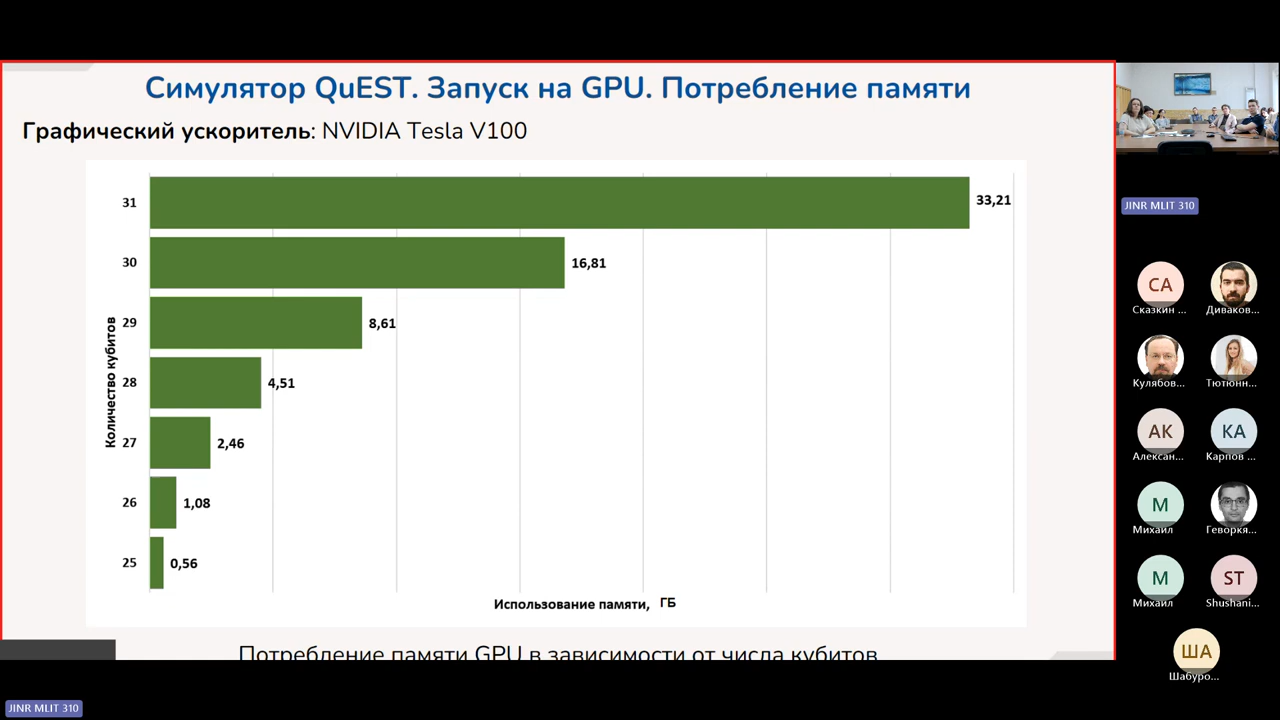 Симулятор QuEST. Запуск на GPU. Потребление памяти
Графический ускоритель: NVIDIA Tesla V100
Количество кубитов
31
33,21
30
16,81
29
8,61
28
4,51
27
2,46
26
1,08
25
0,56
Использование памяти, ГБ
Потребление памяти GPU в зависимости от числа кубитов
JINR MLIT 310
JINR MLIT 310
СА
Сказкин ...
Диваков...
Кулябов...
Тютюнн...
АК
Алексан...
КА
Карпов ...
М
Михаил
Геворкя...
М
Михаил
ST
Shushani...
ША
Шабуро...